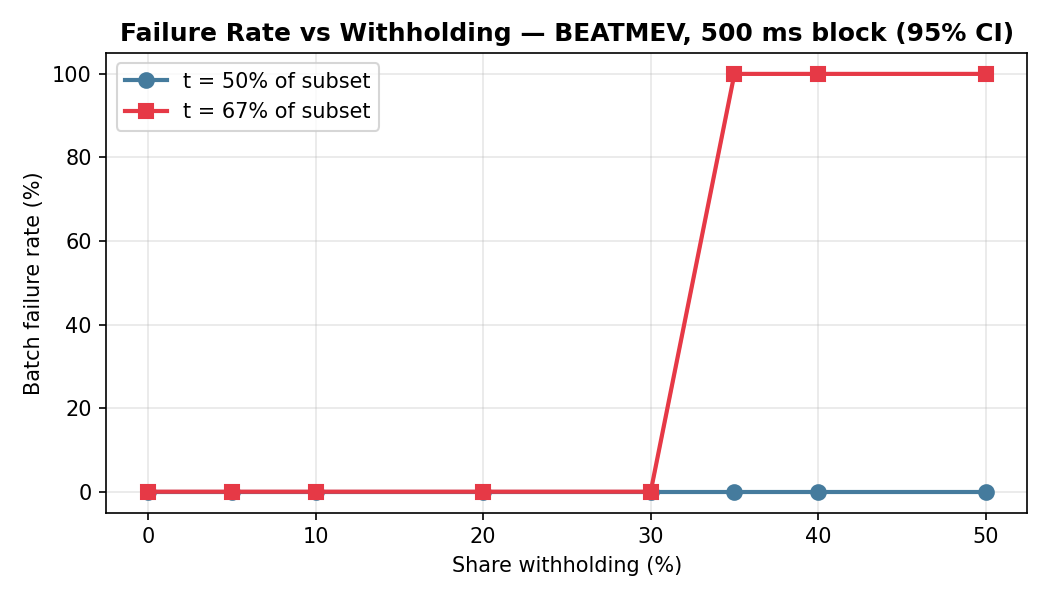 Failure Rate vs Withholding — BEATMEV, 500 ms block (95% CI)
t = 50% of subset
t = 67% of subset
Batch failure rate (%)
100
80
60
40
20
0
0 10 20 30 40 50
Share withholding (%)